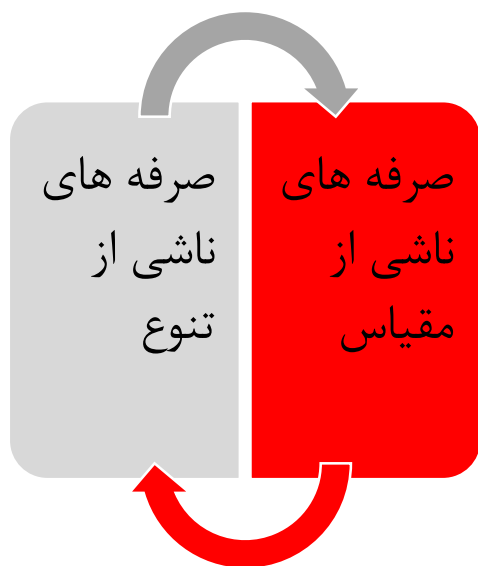 صرفه های
ناشی از
مقیاس
صرفه های
ناشی از
تنوع